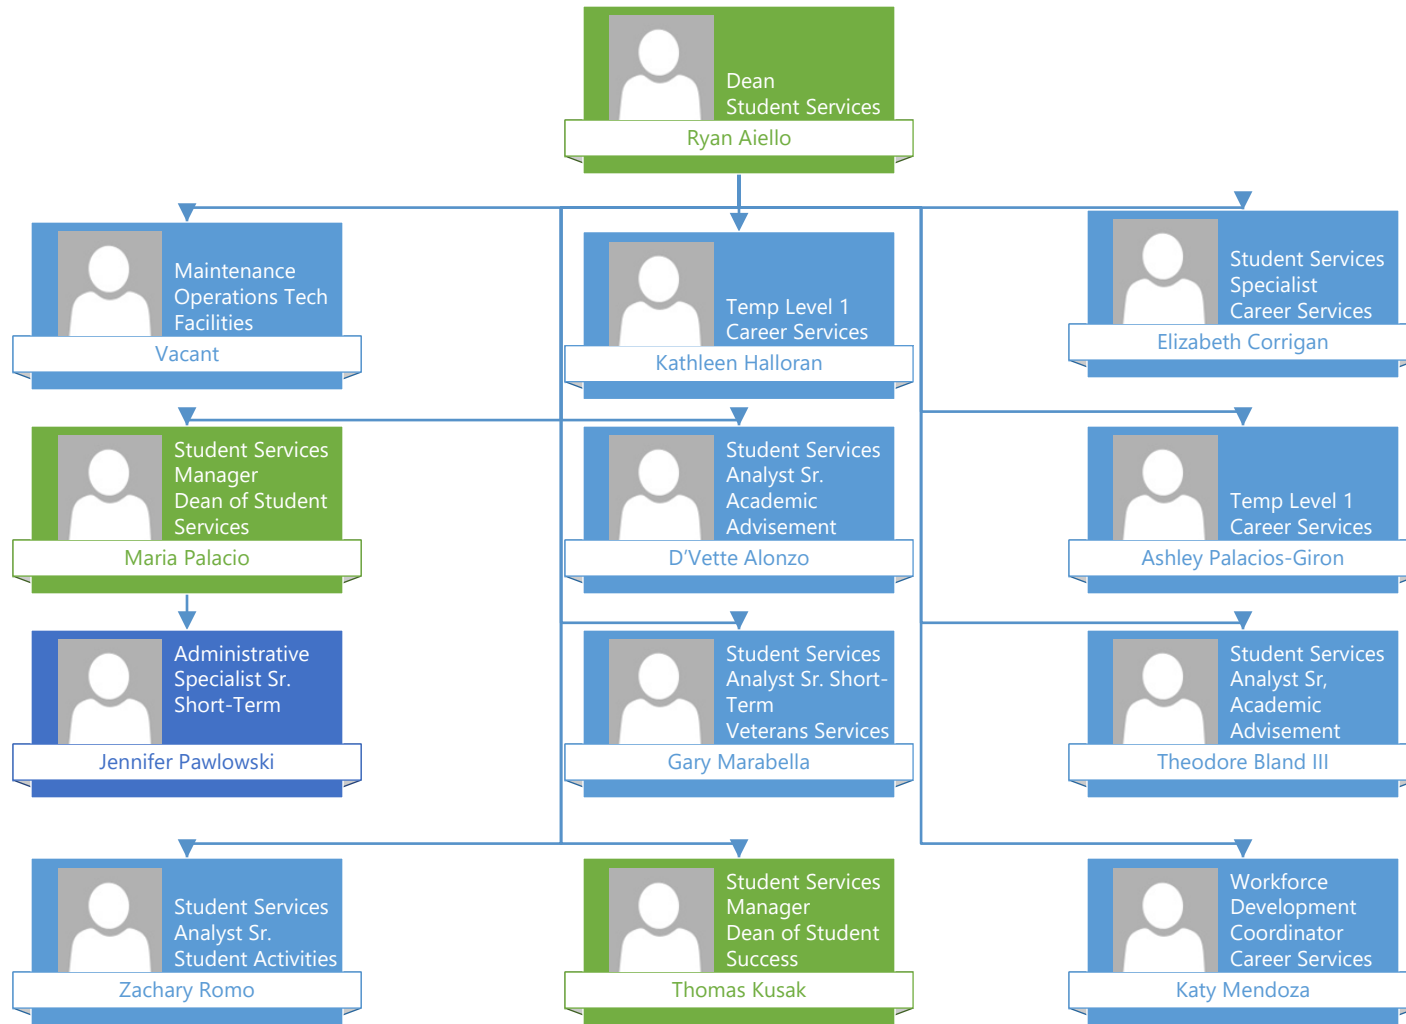 Dean
Student Services
Ryan Aiello
Maintenance
Operations Tech
Facilities
Vacant
Temp Level 1
Career Services
Kathleen Halloran
Student Services
Specialist
Career Services
Elizabeth Corrigan
Student Services
Manager
Dean of Student
Services
Maria Palacio
Student Services
Analyst Sr.
Academic
Advisement
D'Vette Alonzo
Temp Level 1
Career Services
Ashley Palacios-Giron
Administrative
Specialist Sr.
Short-Term
Jennifer Pawlowski
Student Services
Analyst Sr. Short-
Term
Veterans Services
Gary Marabella
Student Services
Analyst Sr,
Academic
Advisement
Theodore Bland III
Student Services
Analyst Sr.
Student Activities
Zachary Romo
Student Services
Manager
Dean of Student
Success
Thomas Kusak
Workforce
Development
Coordinator
Career Services
Katy Mendoza